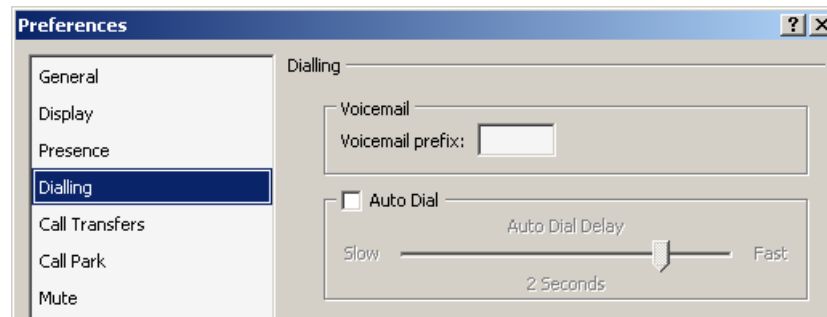 Preferences
General
Display
Presence
Dialling
Call Transfers
Call Park
Mute
Dialling
Voicemail
Voicemail prefix:
Auto Dial
Auto Dial Delay
Slow Fast
2 Seconds